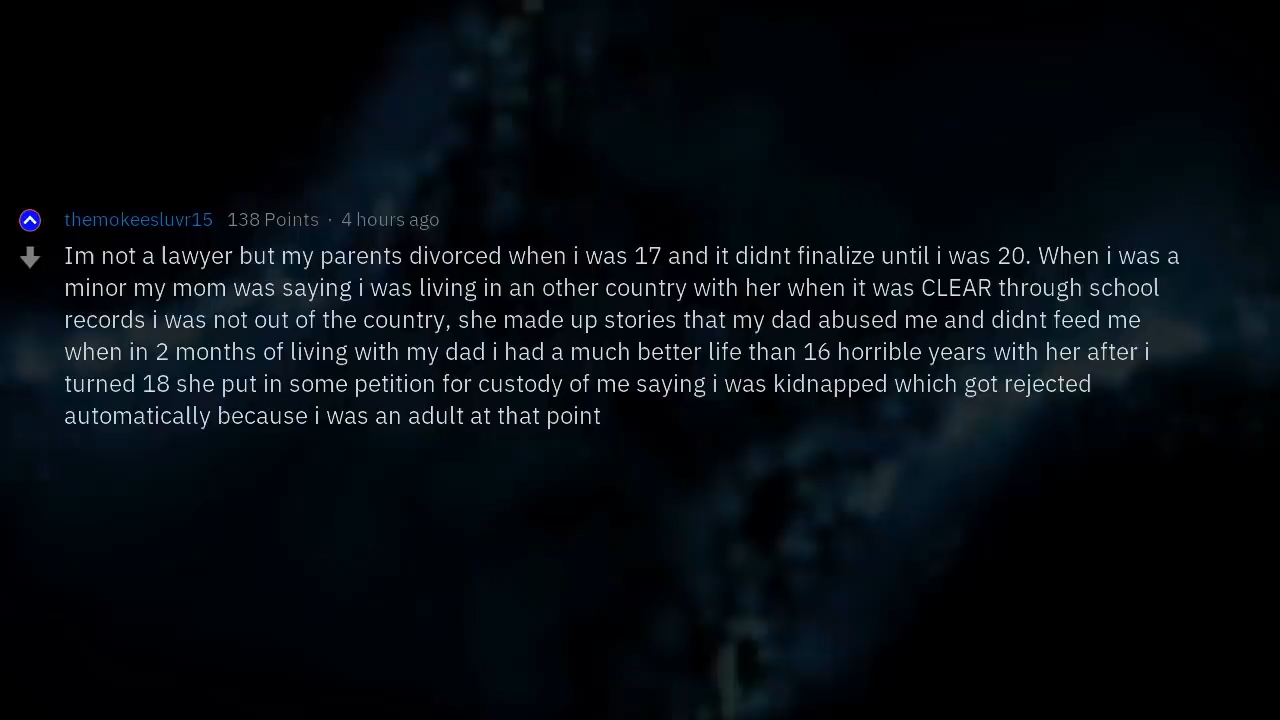 themokeesluvr15 138 Points · 4 hours ago
Im not a lawyer but my parents divorced when i was 17 and it didnt finalize until i was 20. When i was a
minor my mom was saying i was living in an other country with her when it was CLEAR through school
records i was not out of the country, she made up stories that my dad abused me and didnt feed me
when in 2 months of living with my dad i had a much better life than 16 horrible years with her after i
turned 18 she put in some petition for custody of me saying i was kidnapped which got rejected
automatically because i was an adult at that point